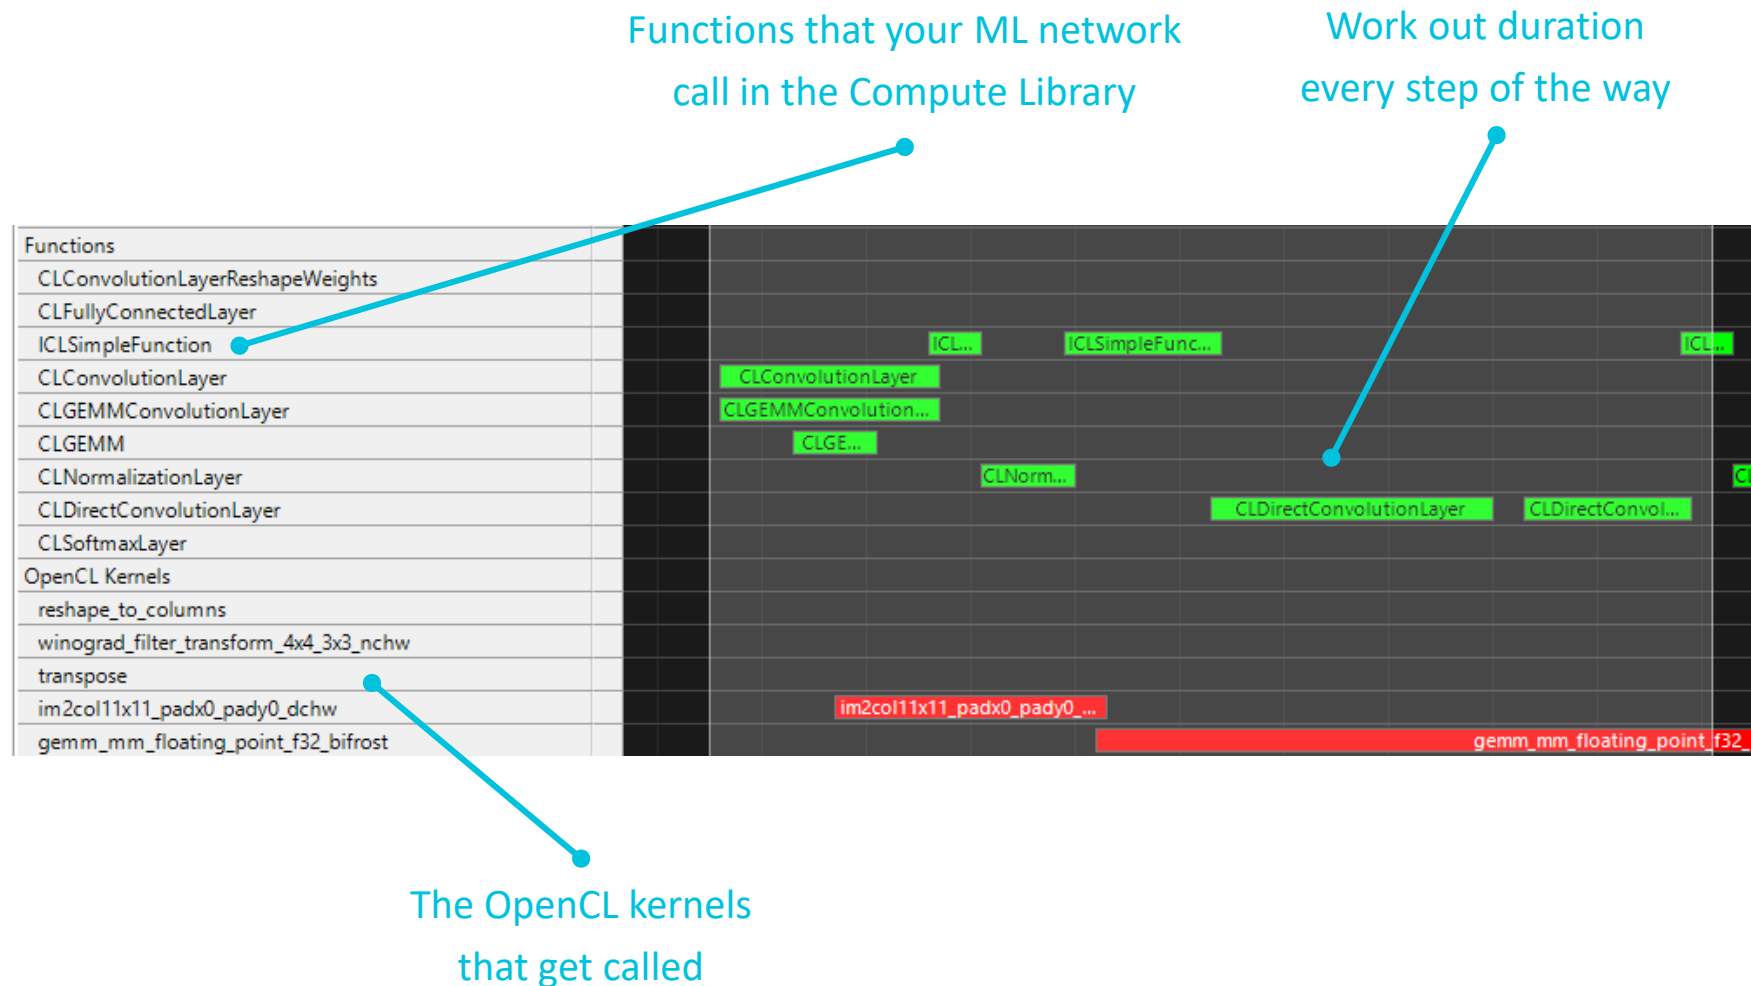 Functions that your ML network
call in the Compute Library
Work out duration
every step of the way
Functions
CLConvolutionLayerReshapeWeights
CLFullyConnectedLayer
ICLSimpleFunction
ICL...
ICLSimpleFunc...
ICL...
CLConvolutionLayer
CLConvolutionLayer
CLGEMMConvolutionLayer
CLGEMMConvolution...
CLGEMM
CLGE...
CLNormalizationLayer
CLNorm...
CL
CLDirectConvolutionLayer
CLDirectConvolutionLayer
CLDirectConvol...
CLSoftmaxLayer
OpenCL Kernels
reshape_to_columns
winograd_filter_transform_4x4_3x3_nchw
transpose
im2col11x11_padx0_pady0_dchw
im2col11x11_padx0_pady0_...
gemm_mm_floating_point_f32_bifrost
gemm_mm_floating_point_f32_
The OpenCL kernels
that get called